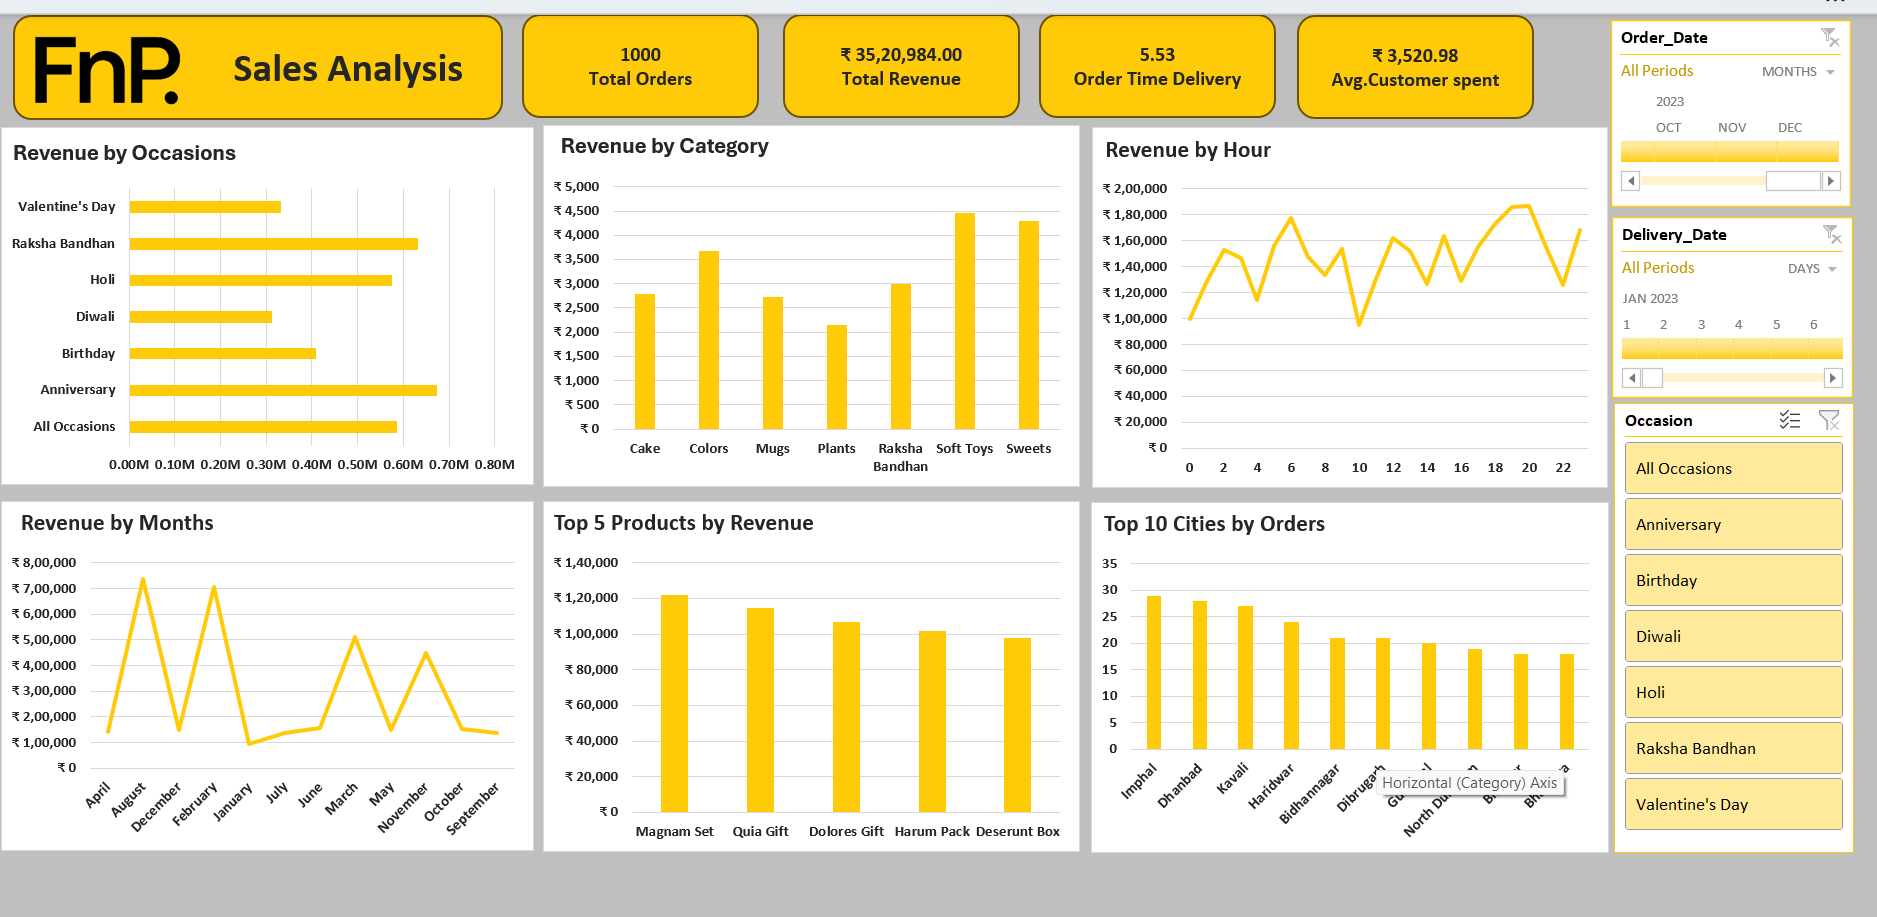 FnP.
Sales Analysis
1000
Total Orders
₹ 35,20,984.00
Total Revenue
5.53
Order Time Delivery
₹ 3,520.98
Avg.Customer spent
Order_Date
All Periods MONTHS
2023
OCT NOV DEC
Delivery_Date
All Periods DAYS
JAN 2023
1 2 3 4 5 6
Occasion
All Occasions
Anniversary
Birthday
Diwali
Holi
Raksha Bandhan
Valentine's Day
Revenue by Occasions
Valentine's Day
Raksha Bandhan
Holi
Diwali
Birthday
Anniversary
All Occasions
0.00M 0.10M 0.20M 0.30M 0.40M 0.50M 0.60M 0.70M 0.80M
Revenue by Category
₹ 5,000
₹ 4,500
₹ 4,000
₹ 3,500
₹ 3,000
₹ 2,500
₹ 2,000
₹ 1,500
₹ 1,000
₹ 500
₹ 0
Cake Colors Mugs Plants Raksha Bandhan Soft Toys Sweets
Revenue by Hour
₹ 2,00,000
₹ 1,80,000
₹ 1,60,000
₹ 1,40,000
₹ 1,20,000
₹ 1,00,000
₹ 80,000
₹ 60,000
₹ 40,000
₹ 20,000
₹ 0
0 2 4 6 8 10 12 14 16 18 20 22
Revenue by Months
₹ 8,00,000
₹ 7,00,000
₹ 6,00,000
₹ 5,00,000
₹ 4,00,000
₹ 3,00,000
₹ 2,00,000
₹ 1,00,000
₹ 0
April August December February January July June March May November October September
Top 5 Products by Revenue
₹ 1,40,000
₹ 1,20,000
₹ 1,00,000
₹ 80,000
₹ 60,000
₹ 40,000
₹ 20,000
₹ 0
Magnam Set Quia Gift Dolores Gift Harum Pack Deserunt Box
Top 10 Cities by Orders
35
30
25
20
15
10
5
0
Imphal Dhanbad Kavali Haridwar Bidhannagar Dibrugarh North
Horizontal (Category) Axis